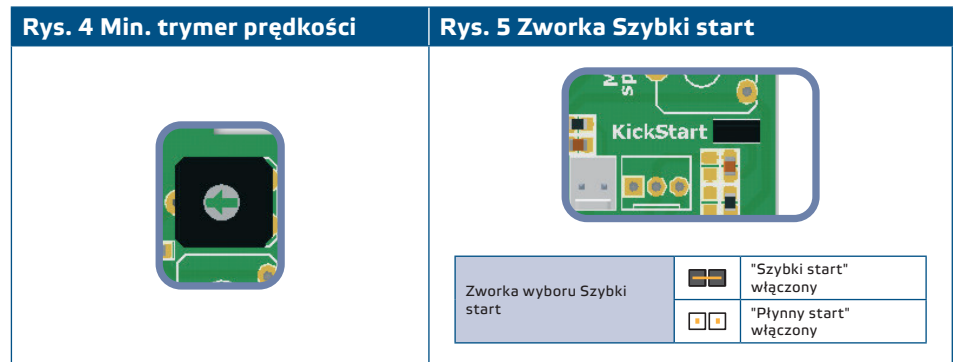 Rys. 4 Min. trymer prędkości
Rys. 5 Zworka Szybki start
KickStart
Zworka wyboru Szybki
start
"Szybki start"
włączony
"Płynny start"
włączony